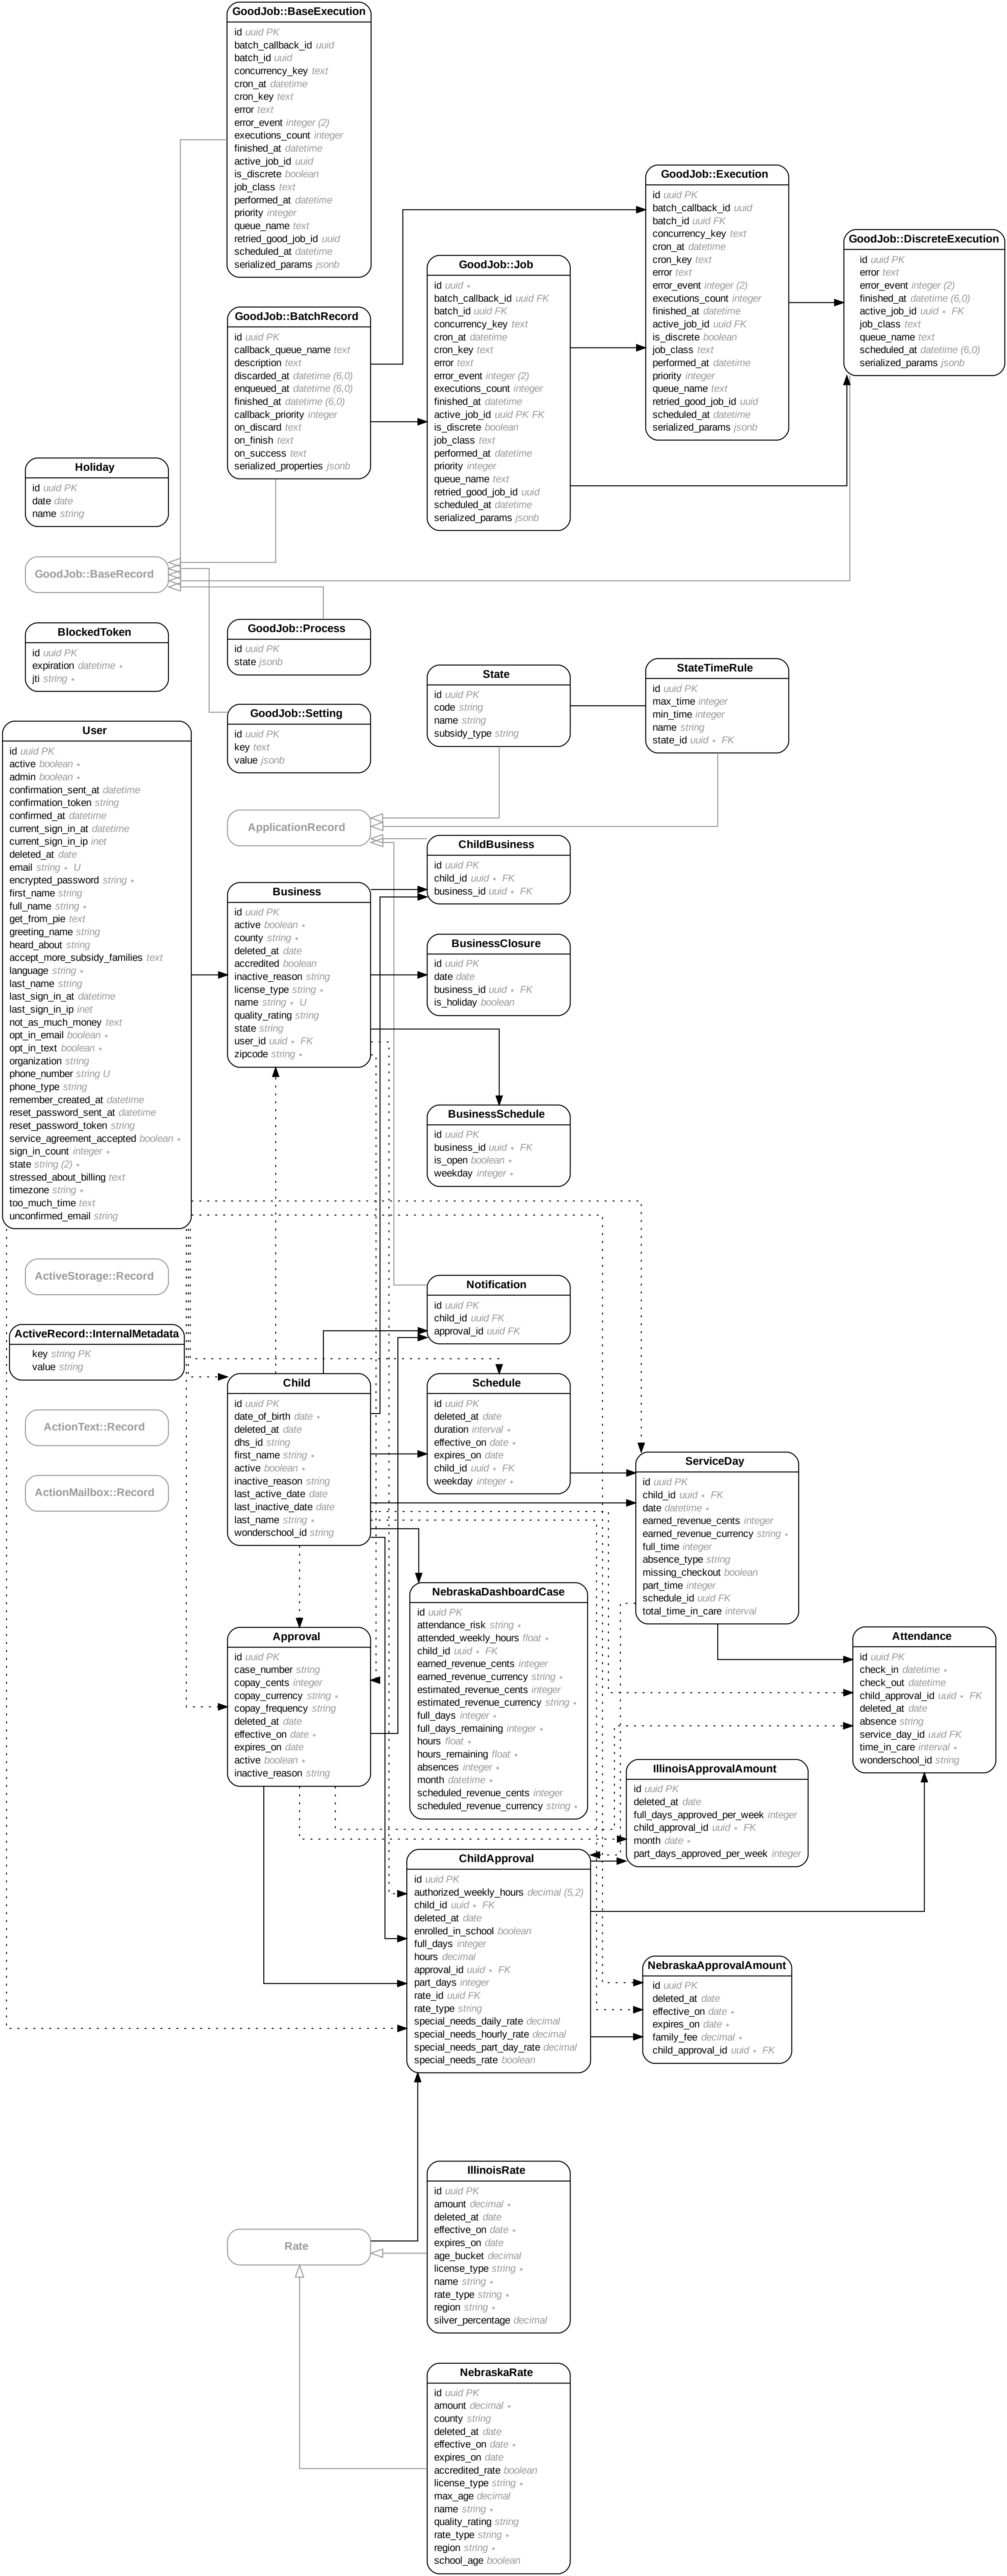 GoodJob::BaseExecution
id uuid PK
batch_callback_id uuid
batch_id uuid
concurrency_key text
cron_at datetime
cron_key text
error text
error_event integer (2)
executions_count integer
finished_at datetime
active_job_id uuid
is_discrete boolean
job_class text
performed_at datetime
priority integer
queue_name text
retried_good_job_id uuid
scheduled_at datetime
serialized_params jsonb
GoodJob::Execution
id uuid PK
batch_callback_id uuid
batch_id uuid FK
concurrency_key text
cron_at datetime
cron_key text
error text
error_event integer (2)
executions_count integer
finished_at datetime
active_job_id uuid FK
is_discrete boolean
job_class text
performed_at datetime
priority integer
queue_name text
retried_good_job_id uuid
scheduled_at datetime
serialized_params jsonb
GoodJob::DiscreteExecution
id uuid PK
error text
error_event integer (2)
finished_at datetime (6,0)
active_job_id uuid ∗ FK
job_class text
queue_name text
scheduled_at datetime (6,0)
serialized_params jsonb
GoodJob::Job
id uuid ∗
batch_callback_id uuid FK
batch_id uuid FK
concurrency_key text
cron_at datetime
cron_key text
error text
error_event integer (2)
executions_count integer
finished_at datetime
active_job_id uuid PK FK
is_discrete boolean
job_class text
performed_at datetime
priority integer
queue_name text
retried_good_job_id uuid
scheduled_at datetime
serialized_params jsonb
GoodJob::BatchRecord
id uuid PK
callback_queue_name text
description text
discarded_at datetime (6,0)
enqueued_at datetime (6,0)
finished_at datetime (6,0)
callback_priority integer
on_discard text
on_finish text
on_success text
serialized_properties jsonb
Holiday
id uuid PK
date date
name string
GoodJob::BaseRecord
BlockedToken
id uuid PK
expiration datetime ∗
jti string ∗
GoodJob::Process
id uuid PK
state jsonb
State
id uuid PK
code string
name string
subsidy_type string
StateTimeRule
id uuid PK
max_time integer
min_time integer
name string
state_id uuid ∗ FK
GoodJob::Setting
id uuid PK
key text
value jsonb
User
id uuid PK
active boolean ∗
admin boolean ∗
confirmation_sent_at datetime
confirmation_token string
confirmed_at datetime
current_sign_in_at datetime
current_sign_in_ip inet
deleted_at date
email string ∗ U
encrypted_password string ∗
first_name string
full_name string ∗
get_from_pie text
greeting_name string
heard_about string
accept_more_subsidy_families text
language string ∗
last_name string
last_sign_in_at datetime
last_sign_in_ip inet
not_as_much_money text
opt_in_email boolean ∗
opt_in_text boolean ∗
organization string
phone_number string U
phone_type string
remember_created_at datetime
reset_password_sent_at datetime
reset_password_token string
service_agreement_accepted boolean ∗
sign_in_count integer ∗
state string (2) ∗
stressed_about_billing text
timezone string ∗
too_much_time text
unconfirmed_email string
ApplicationRecord
ChildBusiness
id uuid PK
child_id uuid ∗ FK
business_id uuid ∗ FK
Business
id uuid PK
active boolean ∗
county string ∗
deleted_at date
accredited boolean
inactive_reason string
license_type string ∗
name string ∗ U
quality_rating string
state string
user_id uuid ∗ FK
zipcode string ∗
BusinessClosure
id uuid PK
date date
business_id uuid ∗ FK
is_holiday boolean
BusinessSchedule
id uuid PK
business_id uuid ∗ FK
is_open boolean ∗
weekday integer ∗
ActiveStorage::Record
Notification
id uuid PK
child_id uuid FK
approval_id uuid FK
ActiveRecord::InternalMetadata
key string PK
value string
Child
id uuid PK
date_of_birth date ∗
deleted_at date
dhs_id string
first_name string ∗
active boolean ∗
inactive_reason string
last_active_date date
last_inactive_date date
last_name string ∗
wonderschool_id string
Schedule
id uuid PK
deleted_at date
duration interval ∗
effective_on date ∗
expires_on date
child_id uuid ∗ FK
weekday integer ∗
ActionText::Record
ActionMailbox::Record
ServiceDay
id uuid PK
child_id uuid ∗ FK
date datetime ∗
earned_revenue_cents integer
earned_revenue_currency string ∗
full_time integer
absence_type string
missing_checkout boolean
part_time integer
schedule_id uuid FK
total_time_in_care interval
NebraskaDashboardCase
id uuid PK
attendance_risk string ∗
attended_weekly_hours float ∗
child_id uuid ∗ FK
earned_revenue_cents integer
earned_revenue_currency string ∗
estimated_revenue_cents integer
estimated_revenue_currency string ∗
full_days integer ∗
full_days_remaining integer ∗
hours float ∗
hours_remaining float ∗
absences integer ∗
month datetime ∗
scheduled_revenue_cents integer
scheduled_revenue_currency string ∗
Approval
id uuid PK
case_number string
copay_cents integer
copay_currency string ∗
copay_frequency string
deleted_at date
effective_on date ∗
expires_on date
active boolean ∗
inactive_reason string
Attendance
id uuid PK
check_in datetime ∗
check_out datetime
child_approval_id uuid ∗ FK
deleted_at date
absence string
service_day_id uuid FK
time_in_care interval ∗
wonderschool_id string
IllinoisApprovalAmount
id uuid PK
deleted_at date
full_days_approved_per_week integer
child_approval_id uuid ∗ FK
month date ∗
part_days_approved_per_week integer
ChildApproval
id uuid PK
authorized_weekly_hours decimal (5,2)
child_id uuid ∗ FK
deleted_at date
enrolled_in_school boolean
full_days integer
hours decimal
approval_id uuid ∗ FK
part_days integer
rate_id uuid FK
rate_type string
special_needs_daily_rate decimal
special_needs_hourly_rate decimal
special_needs_part_day_rate decimal
special_needs_rate boolean
NebraskaApprovalAmount
id uuid PK
deleted_at date
effective_on date ∗
expires_on date ∗
family_fee decimal ∗
child_approval_id uuid ∗ FK
IllinoisRate
id uuid PK
amount decimal ∗
deleted_at date
effective_on date ∗
expires_on date
age_bucket decimal
license_type string ∗
name string ∗
rate_type string ∗
region string ∗
silver_percentage decimal
Rate
NebraskaRate
id uuid PK
amount decimal ∗
county string
deleted_at date
effective_on date ∗
expires_on date
accredited_rate boolean
license_type string ∗
max_age decimal
name string ∗
quality_rating string
rate_type string ∗
region string ∗
school_age boolean